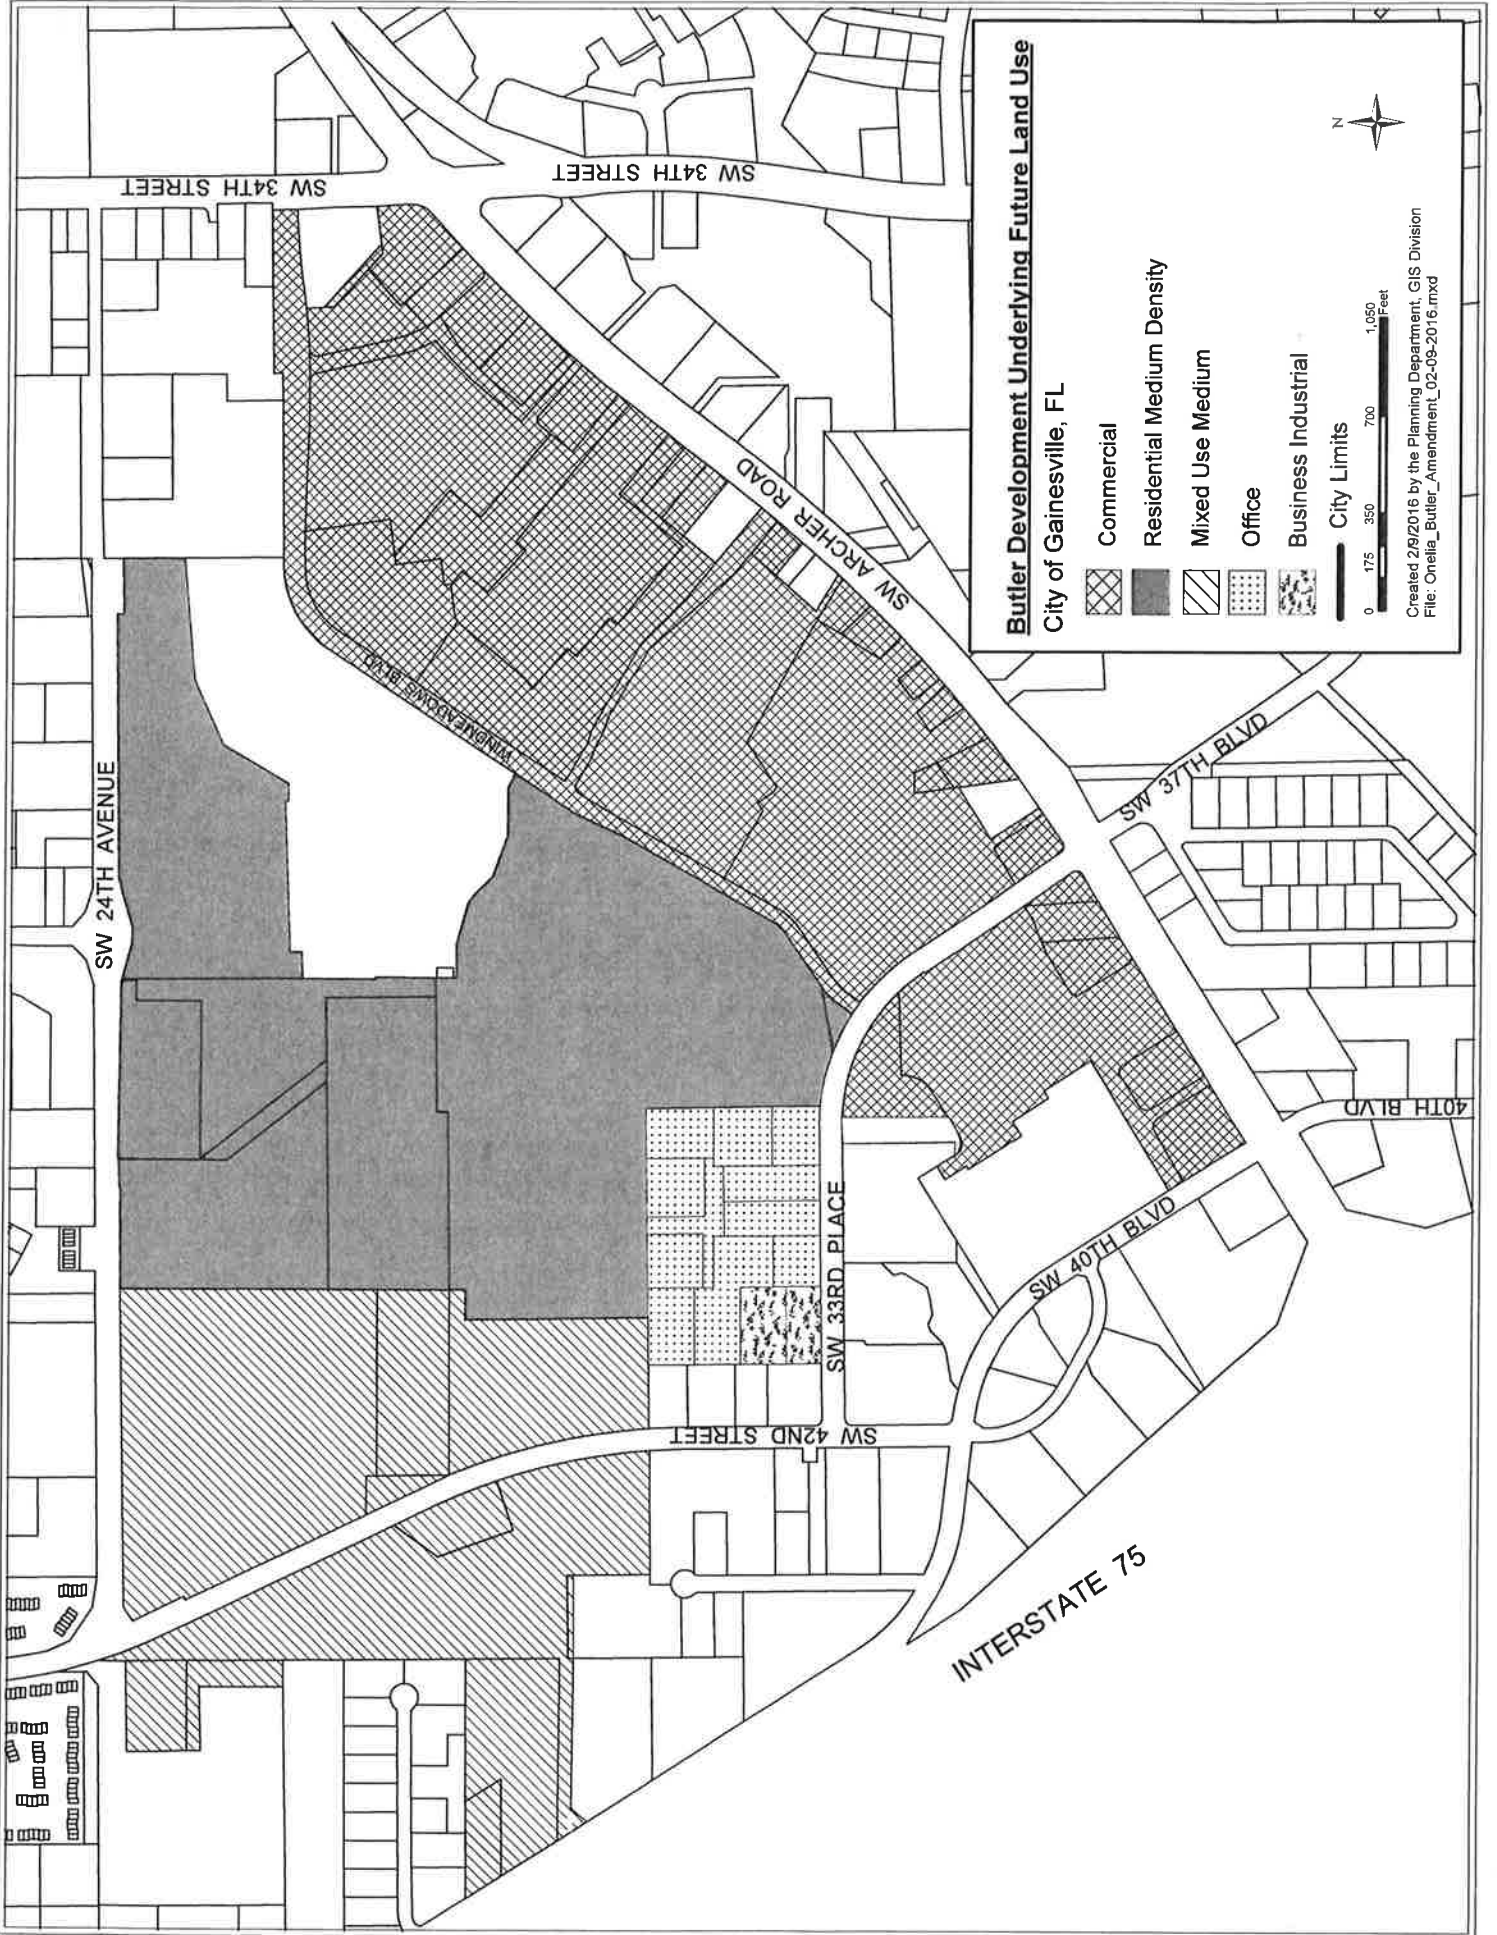 Butler Development Underlying Future Land Use
City of Gainesville, FL
Commercial
Residential Medium Density
Mixed Use Medium
Office
Business Industrial
City Limits
0 175 350 700 1,050
Feet
Created 2/9/2016 by the Planning Department, GIS Division
File: Onelia_Butler_Amendment_02-09-2016.mxd
N
SW 34TH STREET
SW 34TH STREET
SW 24TH AVENUE
WINDMEADOWS BLVD
SW ARCHER ROAD
SW 37TH BLVD
40TH BLVD
SW 33RD PLACE
SW 40TH BLVD
SW 42ND STREET
INTERSTATE 75